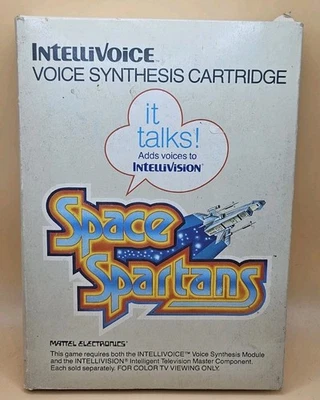 INTELLIVOICE
VOICE SYNTHESIS CARTRIDGE
it
talks!
Adds voices to
INTELLIVISION
Space
Spartans
MATTEL ELECTRONICS®
This game requires both the INTELLIVOICE™ Voice Synthesis Module
and the INTELLIVISION® Intelligent Television Master Component.
Each sold separately. FOR COLOR TV VIEWING ONLY.